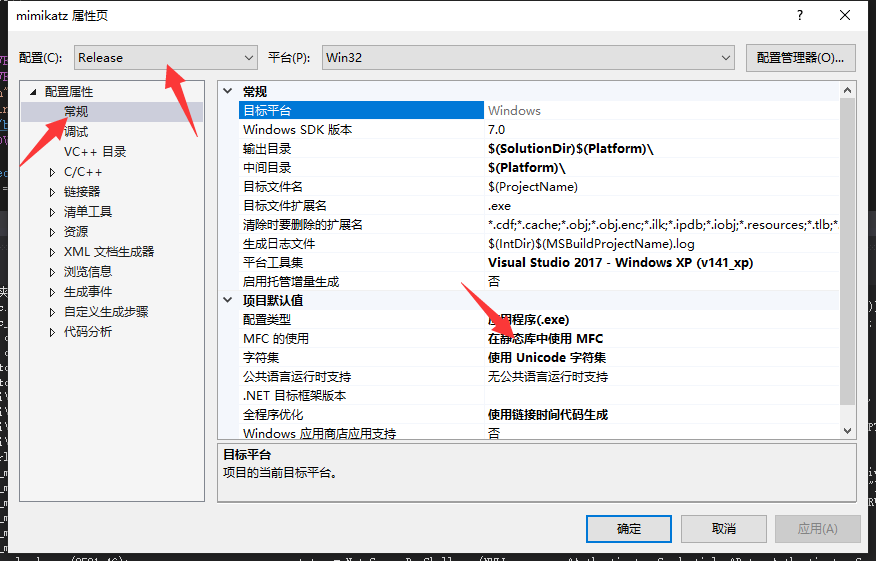 mimikatz 属性页
配置(C): Release 平台(P): Win32 配置管理器(O)...
配置属性
常规
调试
VC++ 目录
C/C++
链接器
清单工具
资源
XML 文档生成器
浏览信息
生成事件
自定义生成步骤
代码分析
常规
目标平台 Windows
Windows SDK 版本 7.0
输出目录 $(SolutionDir)$(Platform)\
中间目录 $(Platform)\
目标文件名 $(ProjectName)
目标文件扩展名 .exe
清除时要删除的扩展名 *.cdf;*.cache;*.obj;*.obj.enc;*.ilk;*.ipdb;*.iobj;*.resources;*.tlb;*
生成日志文件 $(IntDir)$(MSBuildProjectName).log
平台工具集 Visual Studio 2017 - Windows XP (v141_xp)
启用托管增量生成 否
项目默认值
配置类型 应用程序(.exe)
MFC 的使用 在静态库中使用 MFC
字符集 使用 Unicode 字符集
公共语言运行时支持 无公共语言运行时支持
.NET 目标框架版本
全程序优化 使用链接时间代码生成
Windows 应用商店应用支持 否
目标平台
项目的当前目标平台。
确定 取消 应用(A)